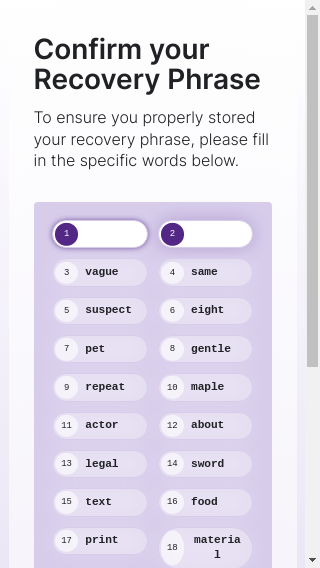 Confirm your
Recovery Phrase
To ensure you properly stored
your recovery phrase, please fill
in the specific words below.
1 2
3 vague 4 same
5 suspect 6 eight
7 pet 8 gentle
9 repeat 10 maple
11 actor 12 about
13 legal 14 sword
15 text 16 food
17 print 18 materia
l